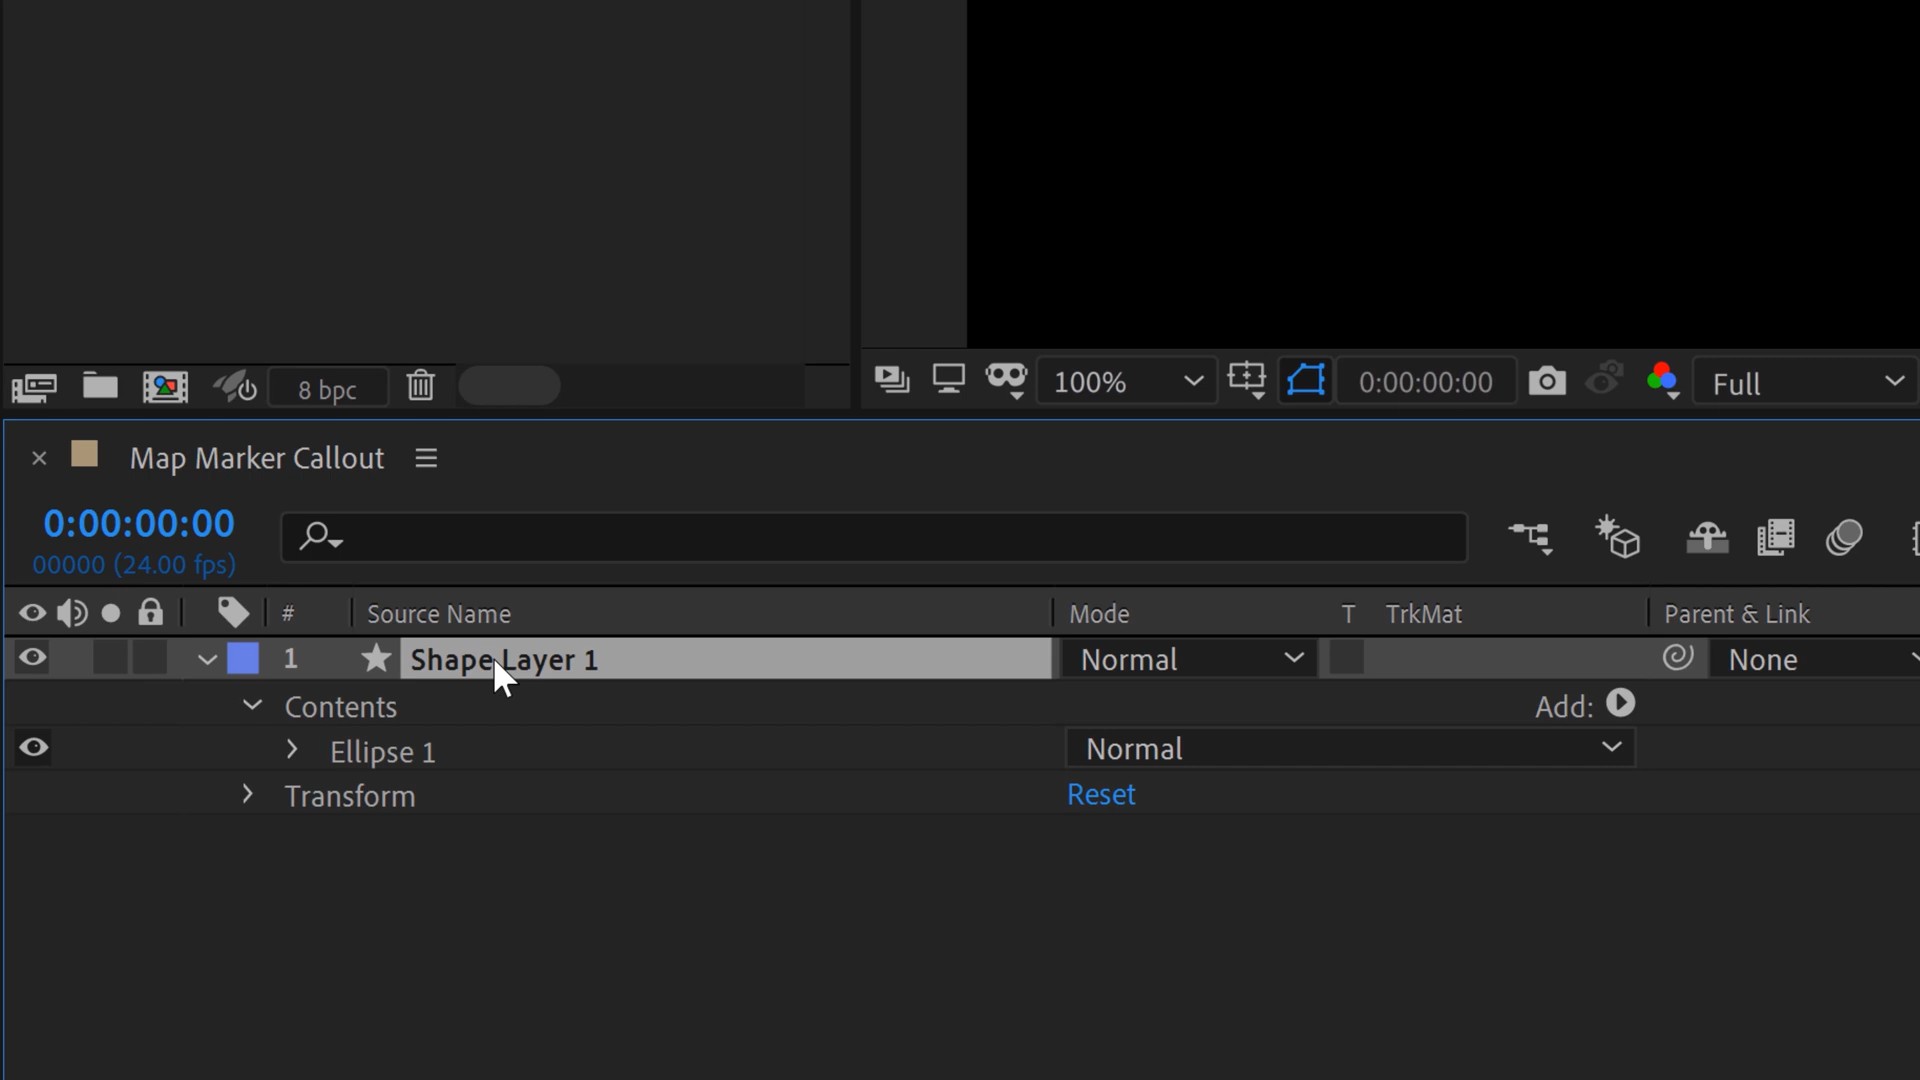 8 bpc
100%
0:00:00:00
Full
× Map Marker Callout
0:00:00:00
00000 (24.00 fps)
# Source Name Mode T TrkMat Parent & Link
1 Shape Layer 1 Normal None
Contents Add:
Ellipse 1 Normal
Transform Reset